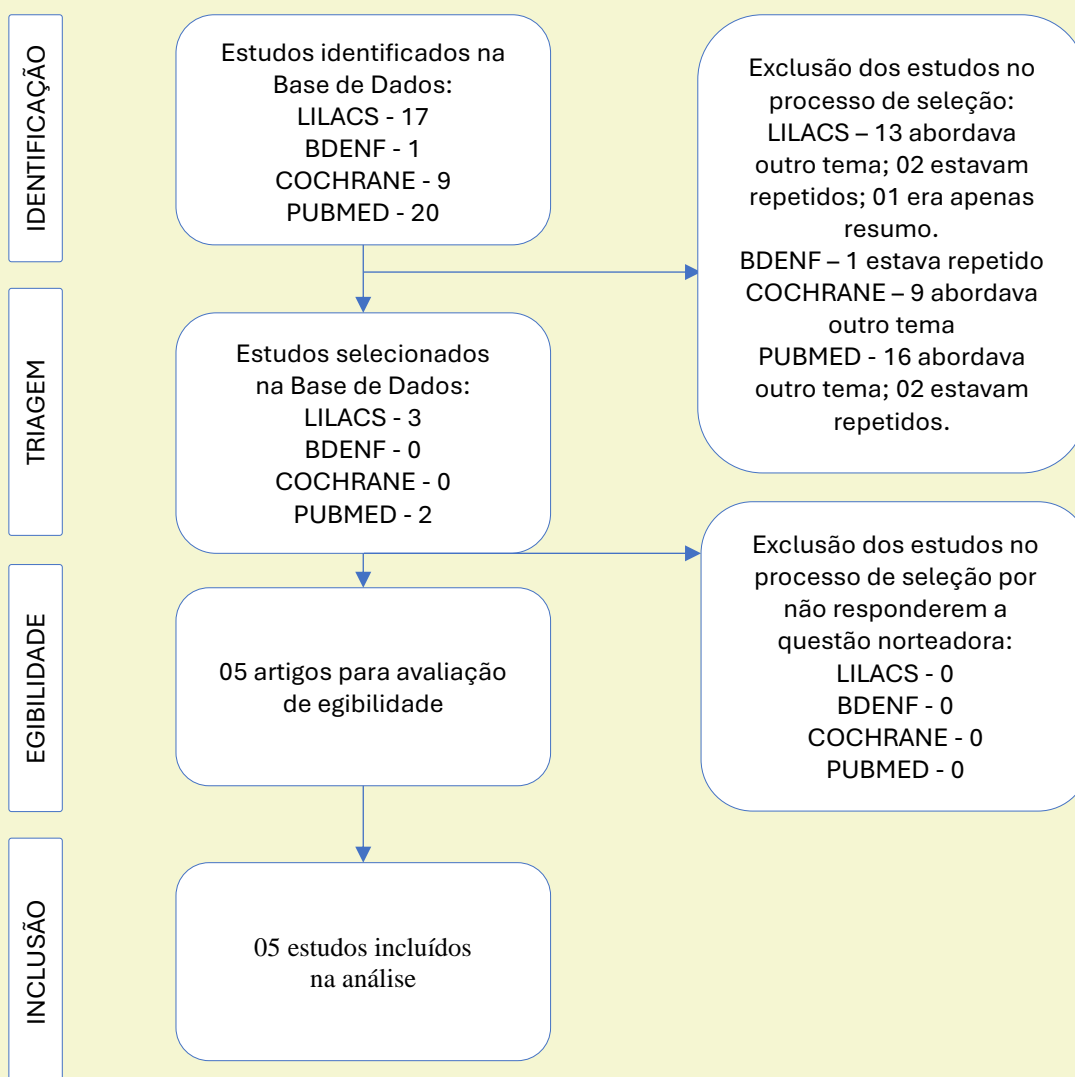 IDENTIFICAÇÃO
Estudos identificados na
Base de Dados:
LILACS - 17
BDENF - 1
COCHRANE - 9
PUBMED - 20
Exclusão dos estudos no
processo de seleção:
LILACS – 13 abordava
outro tema; 02 estavam
repetidos; 01 era apenas
resumo.
BDENF – 1 estava repetido
COCHRANE – 9 abordava
outro tema
PUBMED - 16 abordava
outro tema; 02 estavam
repetidos.
TRIAGEM
Estudos selecionados
na Base de Dados:
LILACS - 3
BDENF - 0
COCHRANE - 0
PUBMED - 2
Exclusão dos estudos no
processo de seleção por
não responderem a
questão norteadora:
LILACS - 0
BDENF - 0
COCHRANE - 0
PUBMED - 0
EGIBILIDADE
05 artigos para avaliação
de egibilidade
INCLUSÃO
05 estudos incluídos
na análise